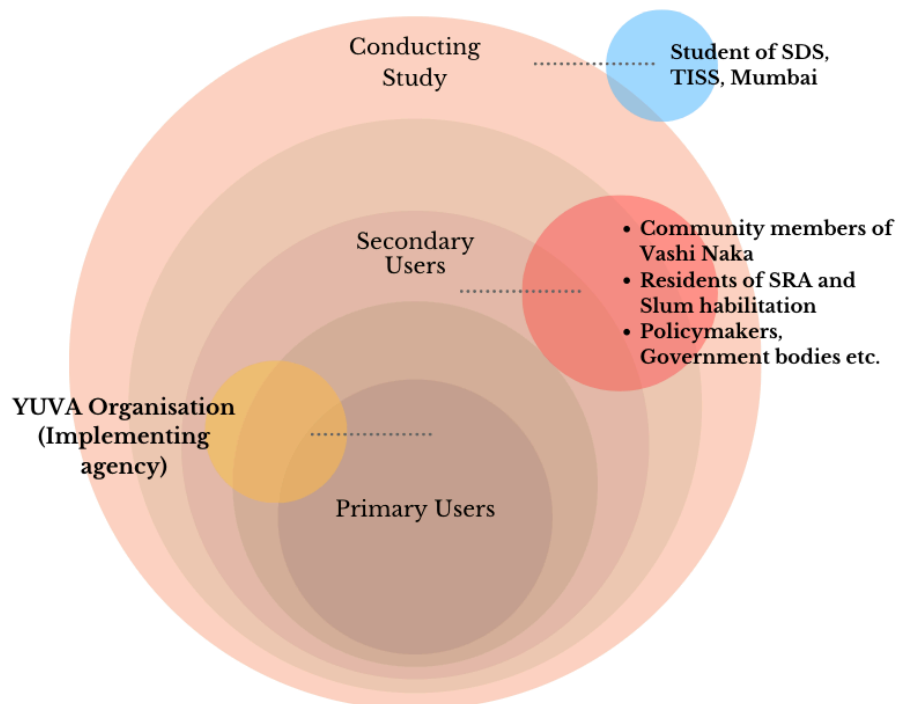 Conducting
Study
Student of SDS,
TISS, Mumbai
Secondary
Users
• Community members of
Vashi Naka
• Residents of SRA and
Slum habilitation
• Policymakers,
Government bodies etc.
YUVA Organisation
(Implementing
agency)
Primary Users